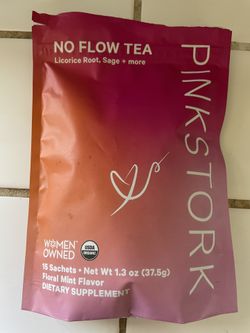 NO FLOW TEA
Licorice Root, Sage + more
PINKSTORK
WOMEN
OWNED
USDA
ORGANIC
15 Sachets • Net Wt 1.3 oz (37.5g)
Floral Mint Flavor
DIETARY SUPPLEMENT